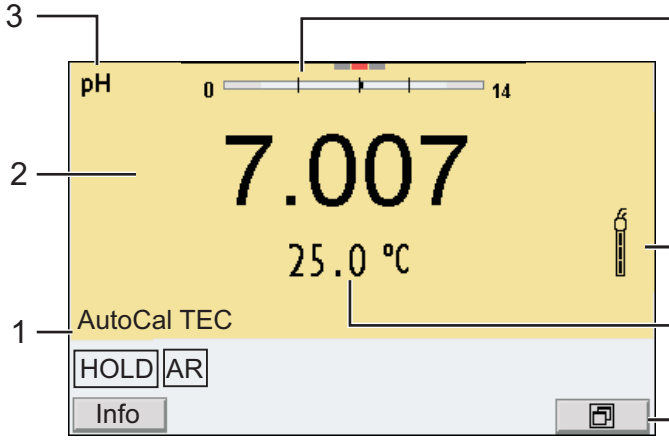 3
pH
0 14
2
7.007
25.0 °C
1
AutoCal TEC
HOLD AR
Info